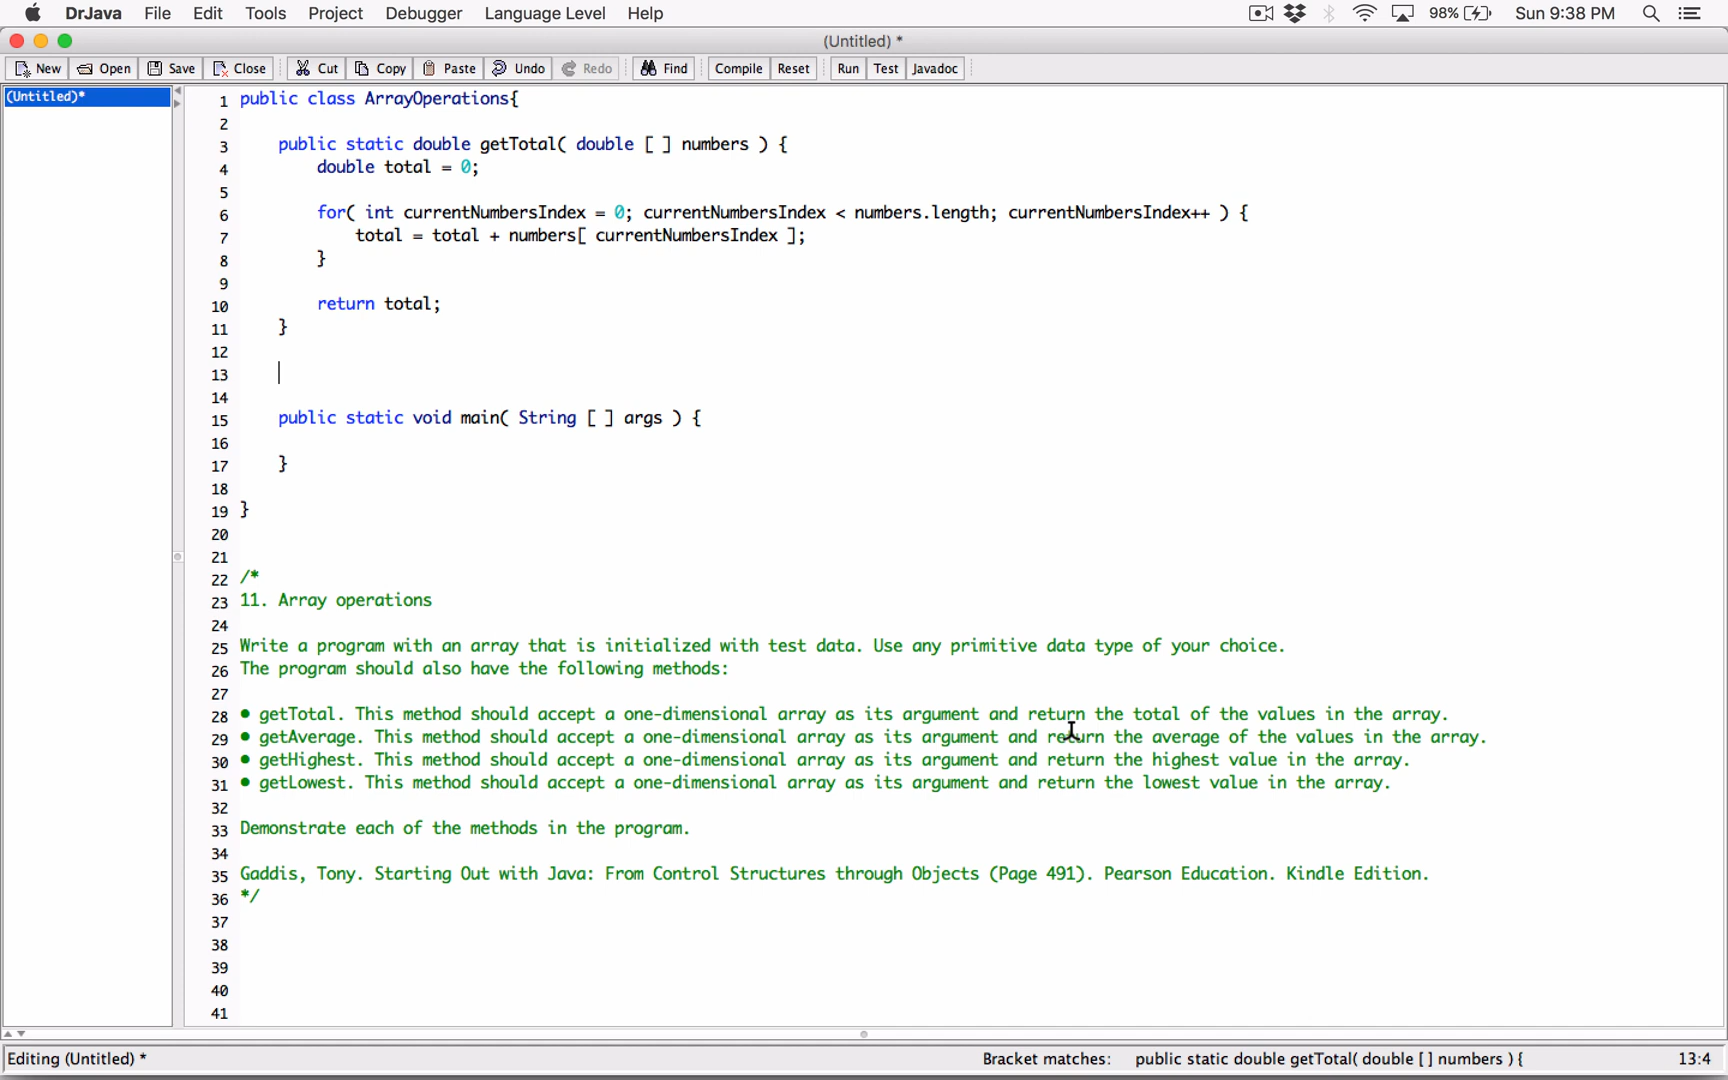 DrJava File Edit Tools Project Debugger Language Level Help 98% Sun 9:38 PM
(Untitled) *
New Open Save Close Cut Copy Paste Undo Redo Find Compile Reset Run Test Javadoc
(Untitled)*
1 public class ArrayOperations{
2
3 public static double getTotal( double [ ] numbers ) {
4 double total = 0;
5
6 for( int currentNumbersIndex = 0; currentNumbersIndex < numbers.length; currentNumbersIndex++ ) {
7 total = total + numbers[ currentNumbersIndex ];
8 }
9
10 return total;
11 }
12
13
14
15 public static void main( String [ ] args ) {
16
17 }
18
19 }
20
21
22 /*
23 11. Array operations
24
25 Write a program with an array that is initialized with test data. Use any primitive data type of your choice.
26 The program should also have the following methods:
27
28 • getTotal. This method should accept a one-dimensional array as its argument and return the total of the values in the array.
29 • getAverage. This method should accept a one-dimensional array as its argument and return the average of the values in the array.
30 • getHighest. This method should accept a one-dimensional array as its argument and return the highest value in the array.
31 • getLowest. This method should accept a one-dimensional array as its argument and return the lowest value in the array.
32
33 Demonstrate each of the methods in the program.
34
35 Gaddis, Tony. Starting Out with Java: From Control Structures through Objects (Page 491). Pearson Education. Kindle Edition.
36 */
37
38
39
40
41
Editing (Untitled) * Bracket matches: public static double getTotal( double [ ] numbers ) { 13:4